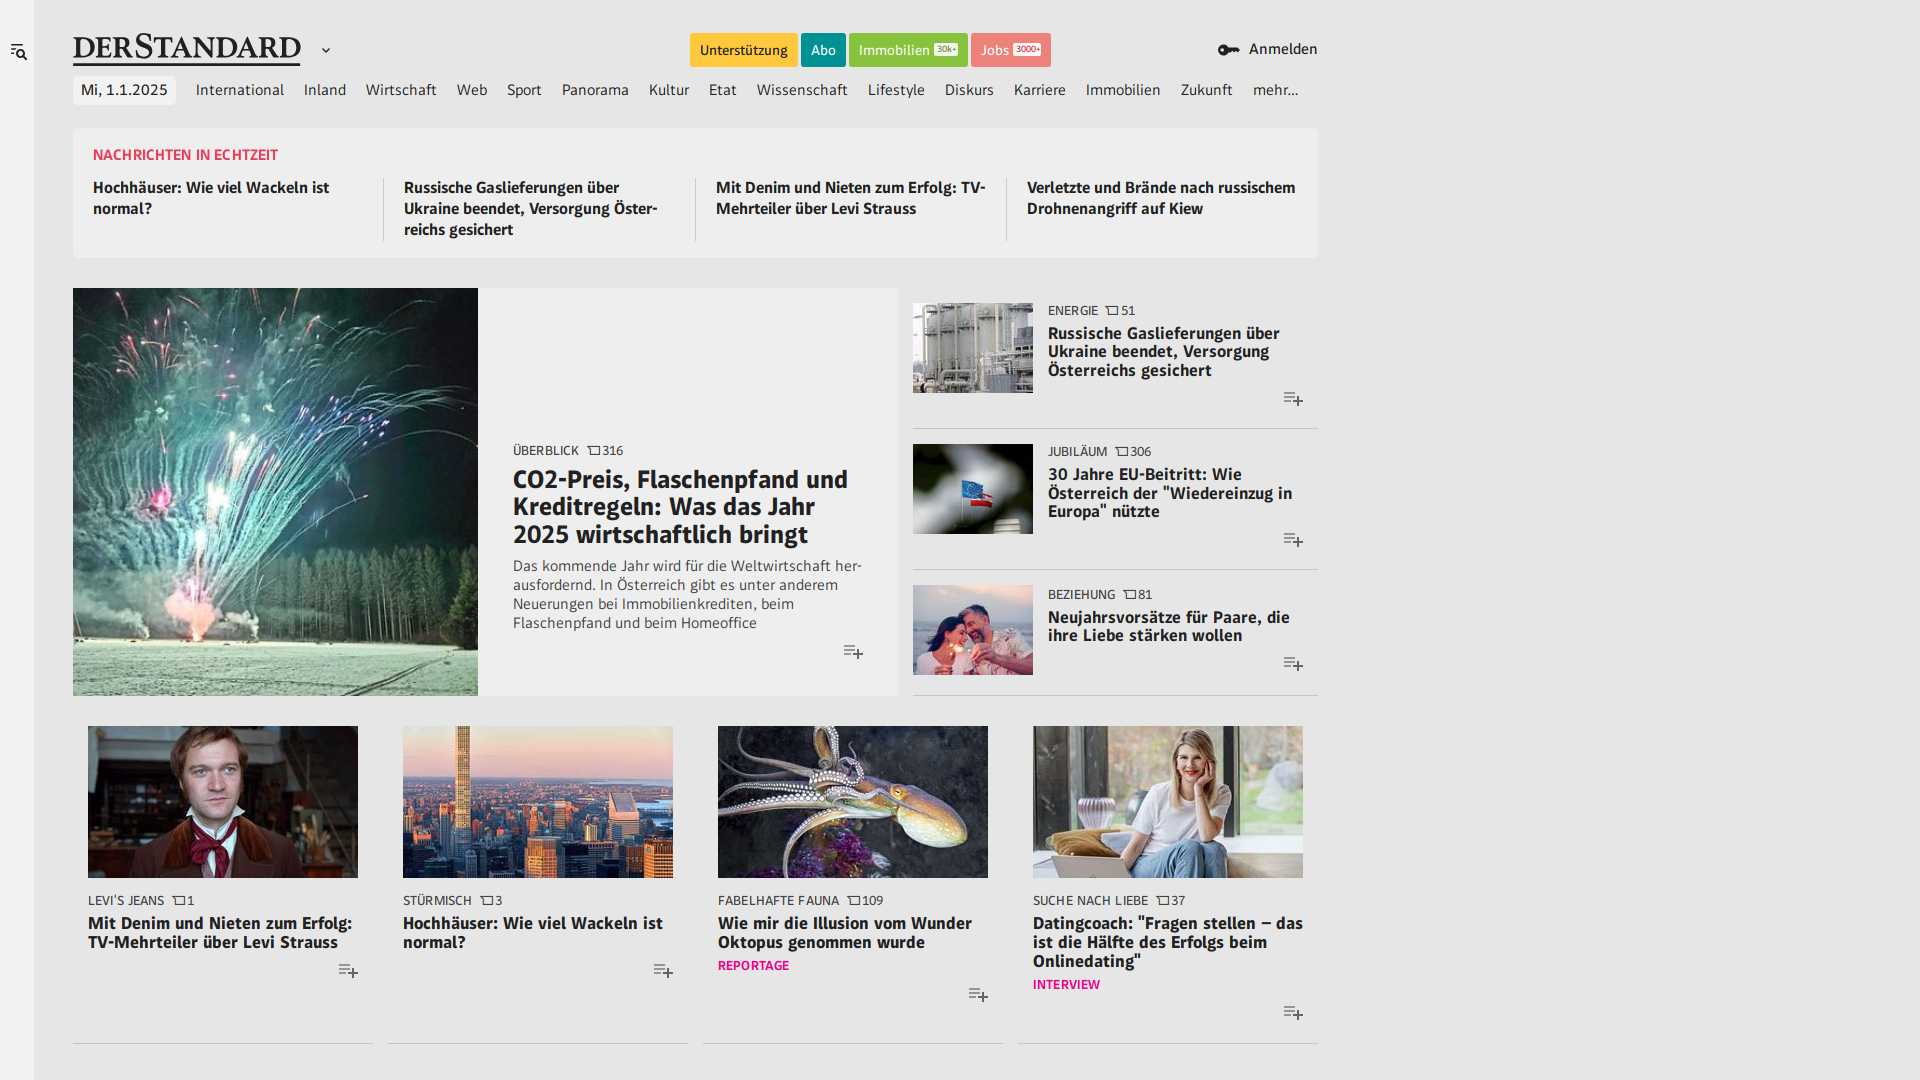 DERSTANDARD
Unterstützung
Abo
Immobilien 30k+
Jobs 3000+
Anmelden
Mi, 1.1.2025
International
Inland
Wirtschaft
Web
Sport
Panorama
Kultur
Etat
Wissenschaft
Lifestyle
Diskurs
Karriere
Immobilien
Zukunft
mehr…
NACHRICHTEN IN ECHTZEIT
Hochhäuser: Wie viel Wackeln ist
normal?
Russische Gaslieferungen über
Ukraine beendet, Versorgung Öster-
reichs gesichert
Mit Denim und Nieten zum Erfolg: TV-
Mehrteiler über Levi Strauss
Verletzte und Brände nach russischem
Drohnenangriff auf Kiew
ÜBERBLICK 316
CO2-Preis, Flaschenpfand und
Kreditregeln: Was das Jahr
2025 wirtschaftlich bringt
Das kommende Jahr wird für die Weltwirtschaft her-
ausfordernd. In Österreich gibt es unter anderem
Neuerungen bei Immobilienkrediten, beim
Flaschenpfand und beim Homeoffice
ENERGIE 51
Russische Gaslieferungen über
Ukraine beendet, Versorgung
Österreichs gesichert
JUBILÄUM 306
30 Jahre EU-Beitritt: Wie
Österreich der "Wiedereinzug in
Europa" nützte
BEZIEHUNG 81
Neujahrsvorsätze für Paare, die
ihre Liebe stärken wollen
LEVI'S JEANS 1
Mit Denim und Nieten zum Erfolg:
TV-Mehrteiler über Levi Strauss
STÜRMISCH 3
Hochhäuser: Wie viel Wackeln ist
normal?
FABELHAFTE FAUNA 109
Wie mir die Illusion vom Wunder
Oktopus genommen wurde
REPORTAGE
SUCHE NACH LIEBE 37
Datingcoach: "Fragen stellen – das
ist die Hälfte des Erfolgs beim
Onlinedating"
INTERVIEW